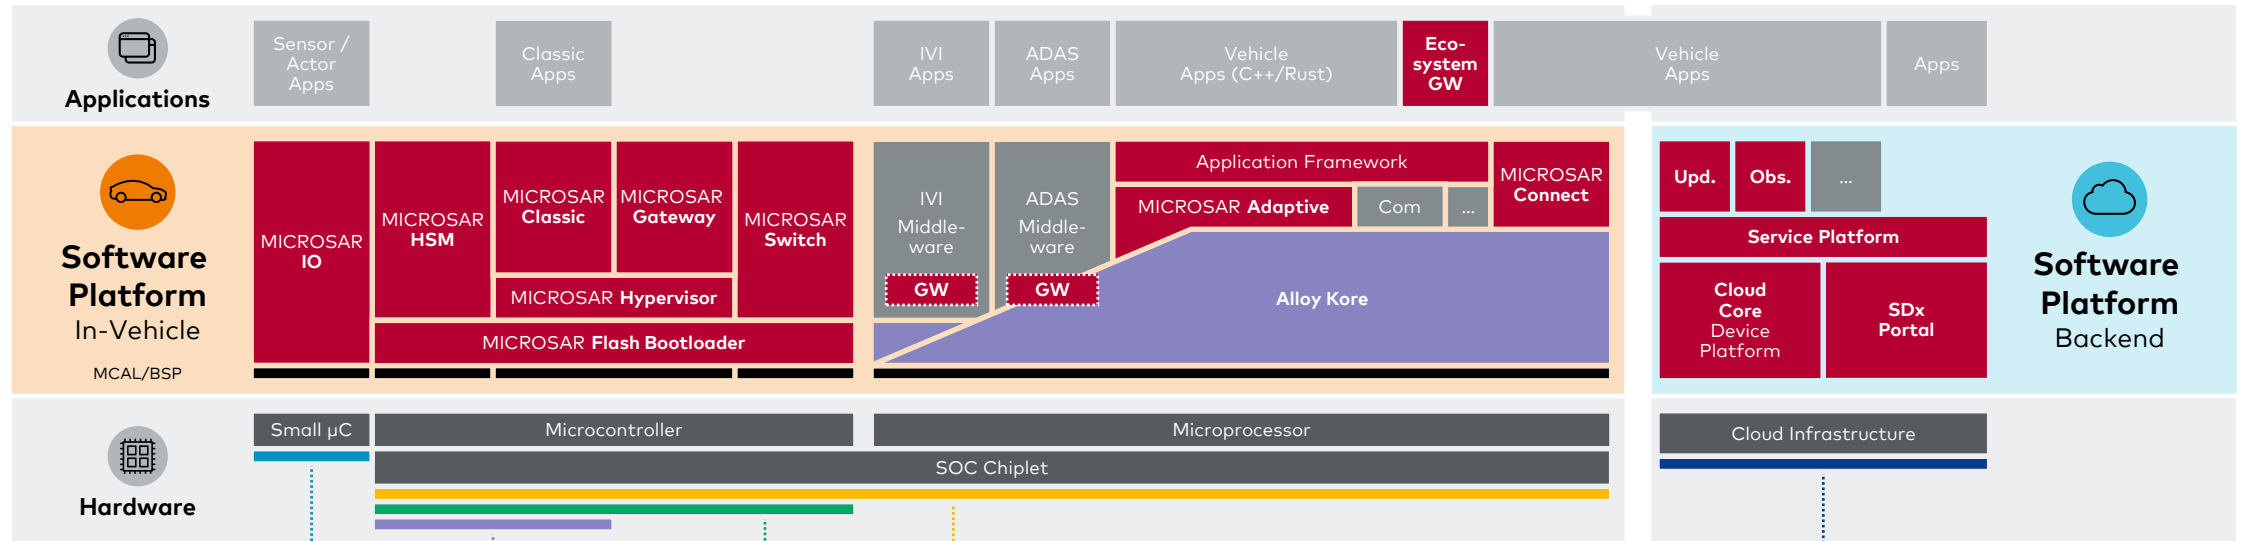 Applications
Sensor /
Actor
Apps
Classic
Apps
IVI
Apps
ADAS
Apps
Vehicle
Apps (C++/Rust)
Eco-
system
GW
Vehicle
Apps
Apps
Software
Platform
In-Vehicle
MCAL/BSP
MICROSAR
IO
MICROSAR
HSM
MICROSAR
Classic
MICROSAR
Gateway
MICROSAR
Switch
MICROSAR Hypervisor
MICROSAR Flash Bootloader
IVI
Middle-
ware
GW
ADAS
Middle-
ware
GW
Application Framework
MICROSAR Adaptive
Com
...
MICROSAR
Connect
Alloy Kore
Upd.
Obs.
...
Service Platform
Cloud
Core
Device
Platform
SDx
Portal
Software
Platform
Backend
Hardware
Small µC
Microcontroller
Microprocessor
SOC Chiplet
Cloud Infrastructure